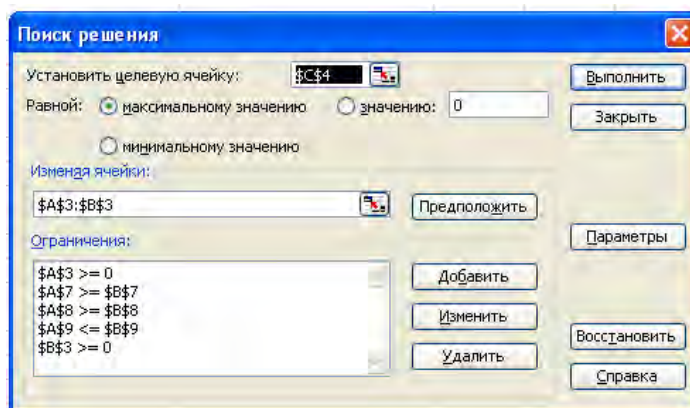 Поиск решения
Установить целевую ячейку: $C$4
Выполнить
Равной: максимальному значению значению: 0
Закрыть
минимальному значению
Изменяя ячейки:
$A$3:$B$3
Предположить
Ограничения:
Параметры
$A$3 >= 0
$A$7 >= $B$7
$A$8 >= $B$8
$A$9 <= $B$9
$B$3 >= 0
Добавить
Изменить
Удалить
Восстановить
Справка